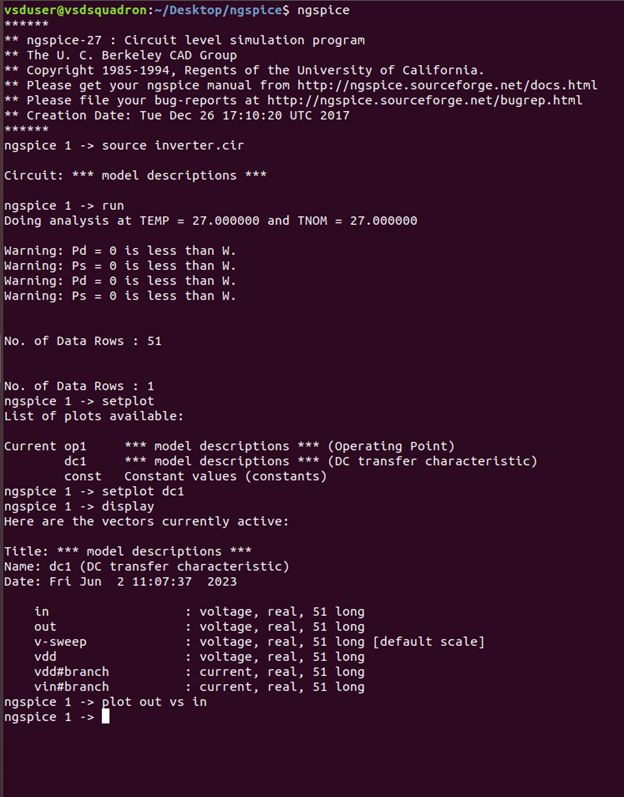 vsduser@vsdsquadron:~/Desktop/ngspice$ ngspice
******
** ngspice-27 : Circuit level simulation program
** The U. C. Berkeley CAD Group
** Copyright 1985-1994, Regents of the University of California.
** Please get your ngspice manual from http://ngspice.sourceforge.net/docs.html
** Please file your bug-reports at http://ngspice.sourceforge.net/bugrep.html
** Creation Date: Tue Dec 26 17:10:20 UTC 2017
******
ngspice 1 -> source inverter.cir
Circuit: *** model descriptions ***
ngspice 1 -> run
Doing analysis at TEMP = 27.000000 and TNOM = 27.000000
Warning: Pd = 0 is less than W.
Warning: Ps = 0 is less than W.
Warning: Pd = 0 is less than W.
Warning: Ps = 0 is less than W.
No. of Data Rows : 51
No. of Data Rows : 1
ngspice 1 -> setplot
List of plots available:
Current op1     *** model descriptions *** (Operating Point)
        dc1     *** model descriptions *** (DC transfer characteristic)
        const   Constant values (constants)
ngspice 1 -> setplot dc1
ngspice 1 -> display
Here are the vectors currently active:
Title: *** model descriptions ***
Name: dc1 (DC transfer characteristic)
Date: Fri Jun  2 11:07:37  2023
    in                  : voltage, real, 51 long
    out                 : voltage, real, 51 long
    v-sweep             : voltage, real, 51 long [default scale]
    vdd                 : voltage, real, 51 long
    vdd#branch          : current, real, 51 long
    vin#branch          : current, real, 51 long
ngspice 1 -> plot out vs in
ngspice 1 ->